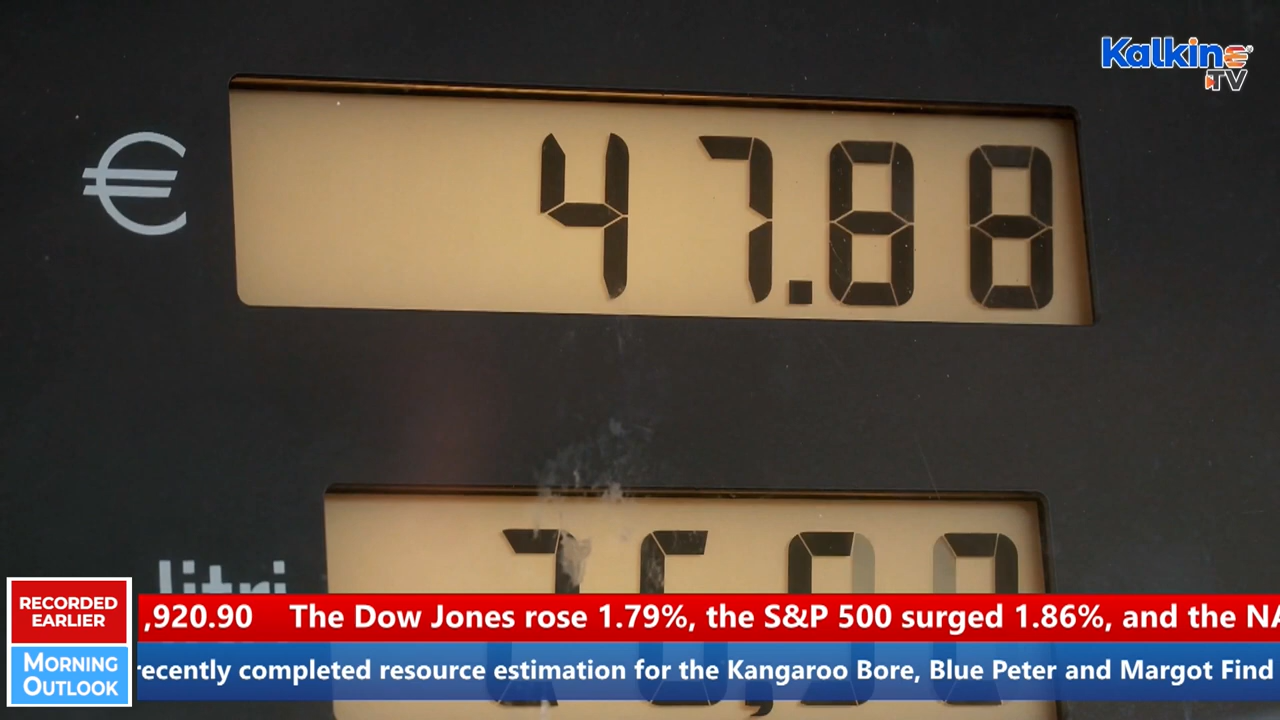 Kalkine
TV
€
47.88
litri
RECORDED
EARLIER
,920.90 The Dow Jones rose 1.79%, the S&P 500 surged 1.86%, and the NA
MORNING
OUTLOOK
recently completed resource estimation for the Kangaroo Bore, Blue Peter and Margot Find